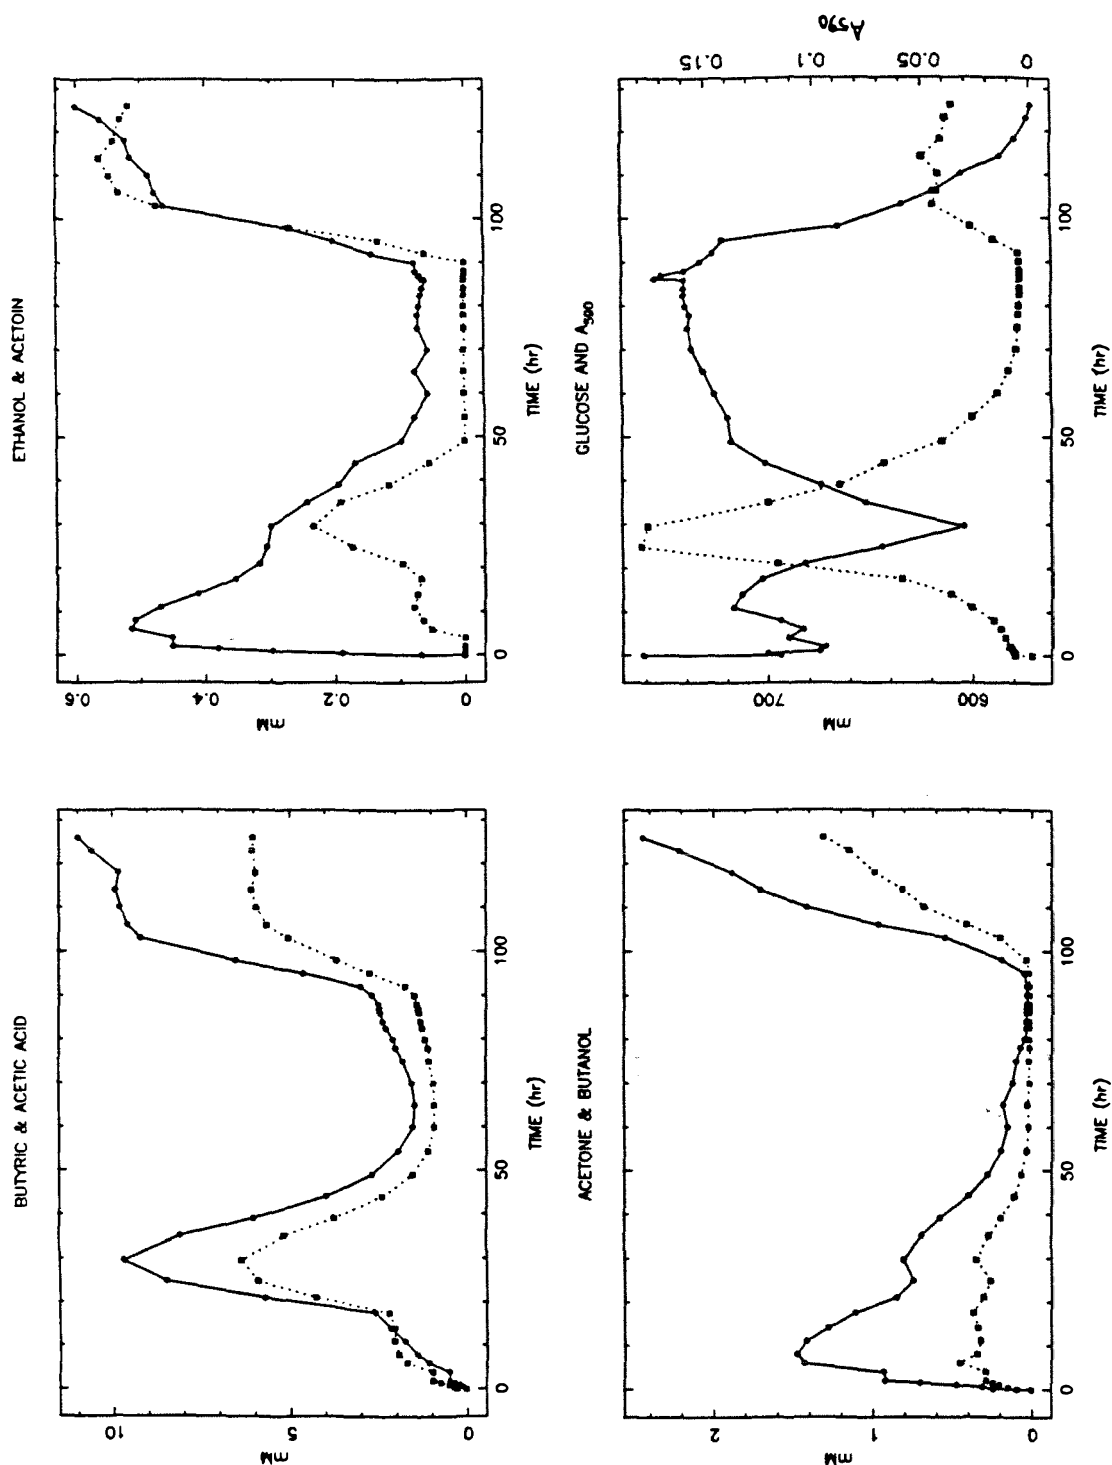 BUTYRIC & ACETIC ACID
mM
10
5
0
0 50 100
TIME (hr)
ETHANOL & ACETOIN
mM
0.6
0.4
0.2
0
0 50 100
TIME (hr)
ACETONE & BUTANOL
mM
2
1
0
0 50 100
TIME (hr)
GLUCOSE AND A₅₀₀
mM
700
600
0 50 100
TIME (hr)
0.15
0.1
0.05
0
A₅₉₀